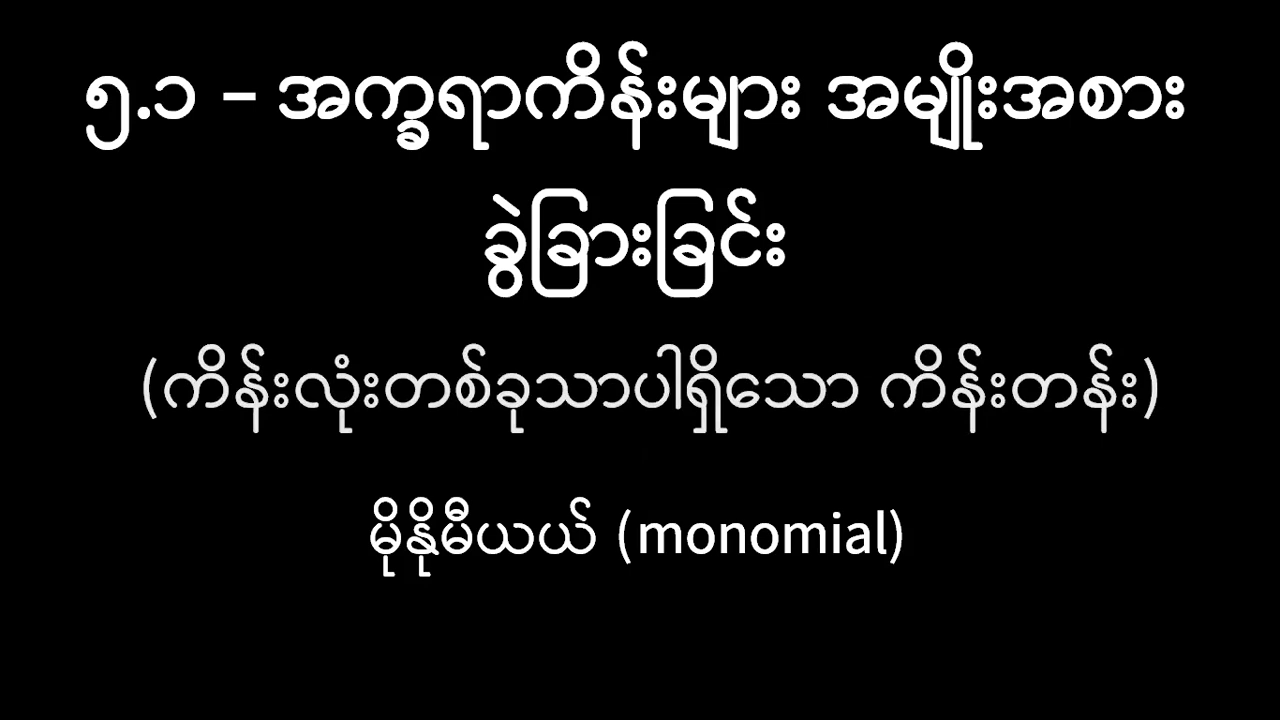 ၅.၁ – အက္ခရာကိန်းများ အမျိုးအစား
ခွဲခြားခြင်း
(ကိန်းလုံးတစ်ခုသာပါရှိသော ကိန်းတန်း)
မိုနိုမီယယ် (monomial)